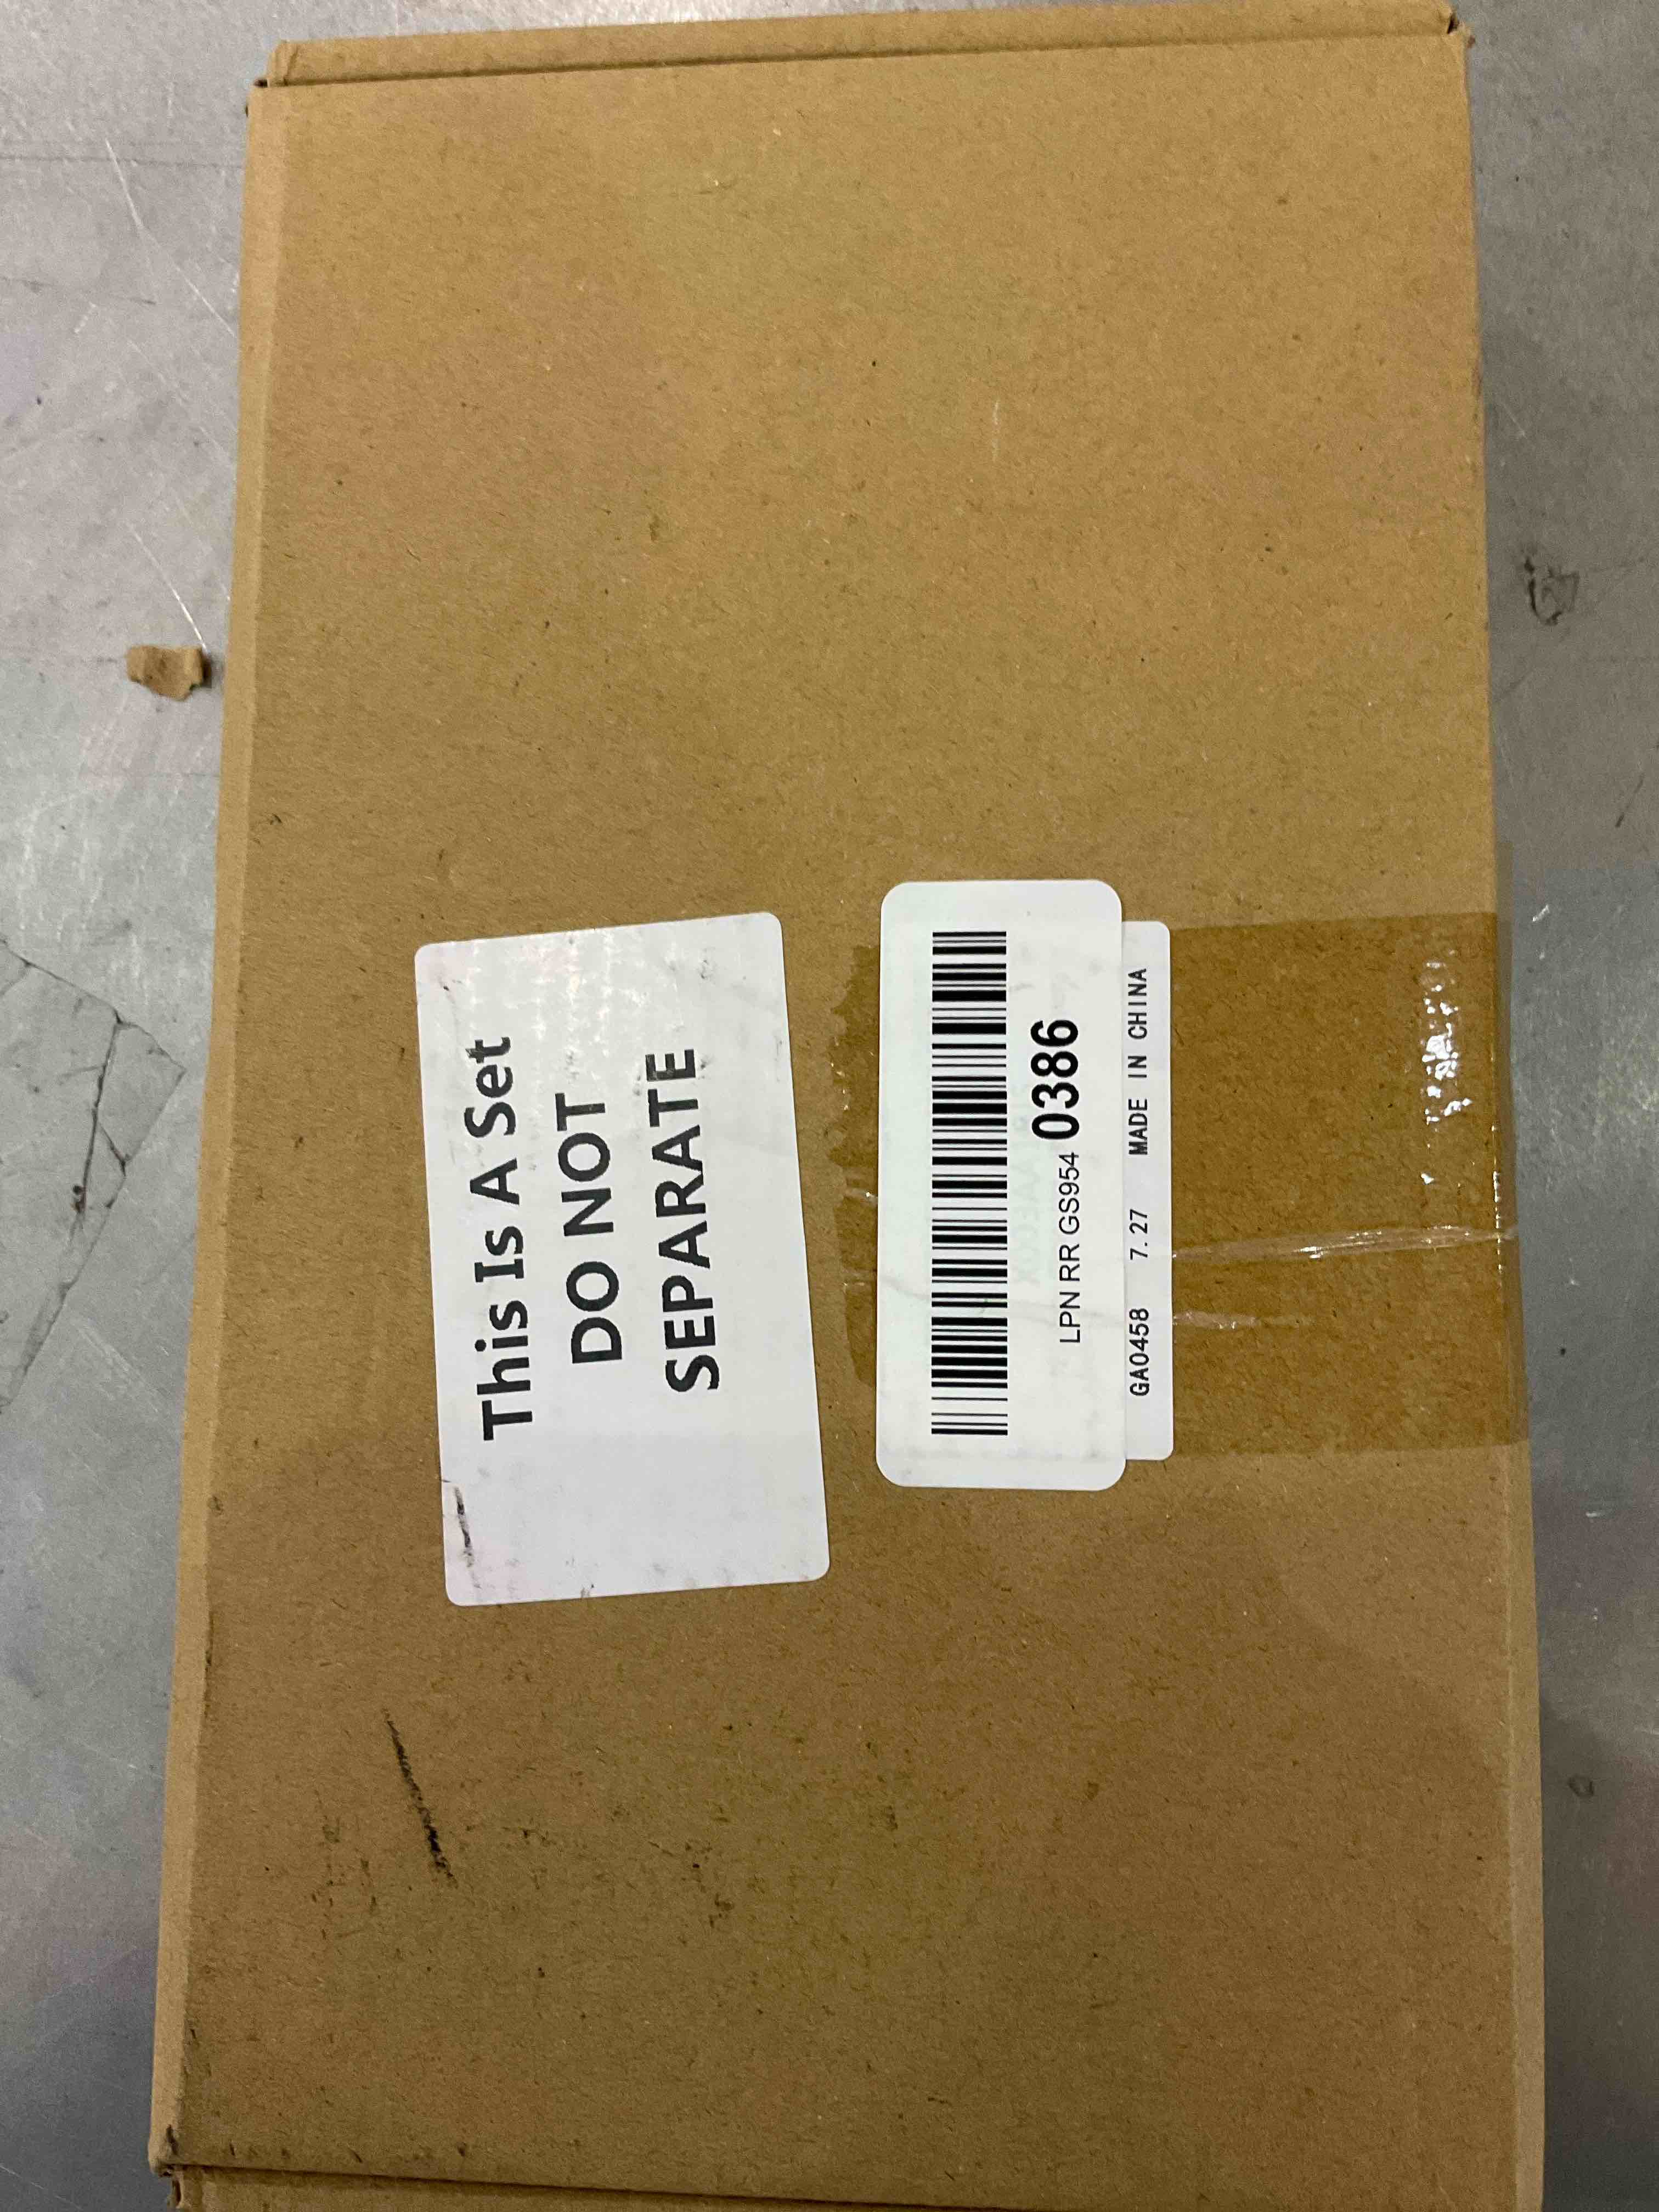 This Is A Set
DO NOT
SEPARATE
LPN RR GS954 0386
GA0458 7.27 MADE IN CHINA